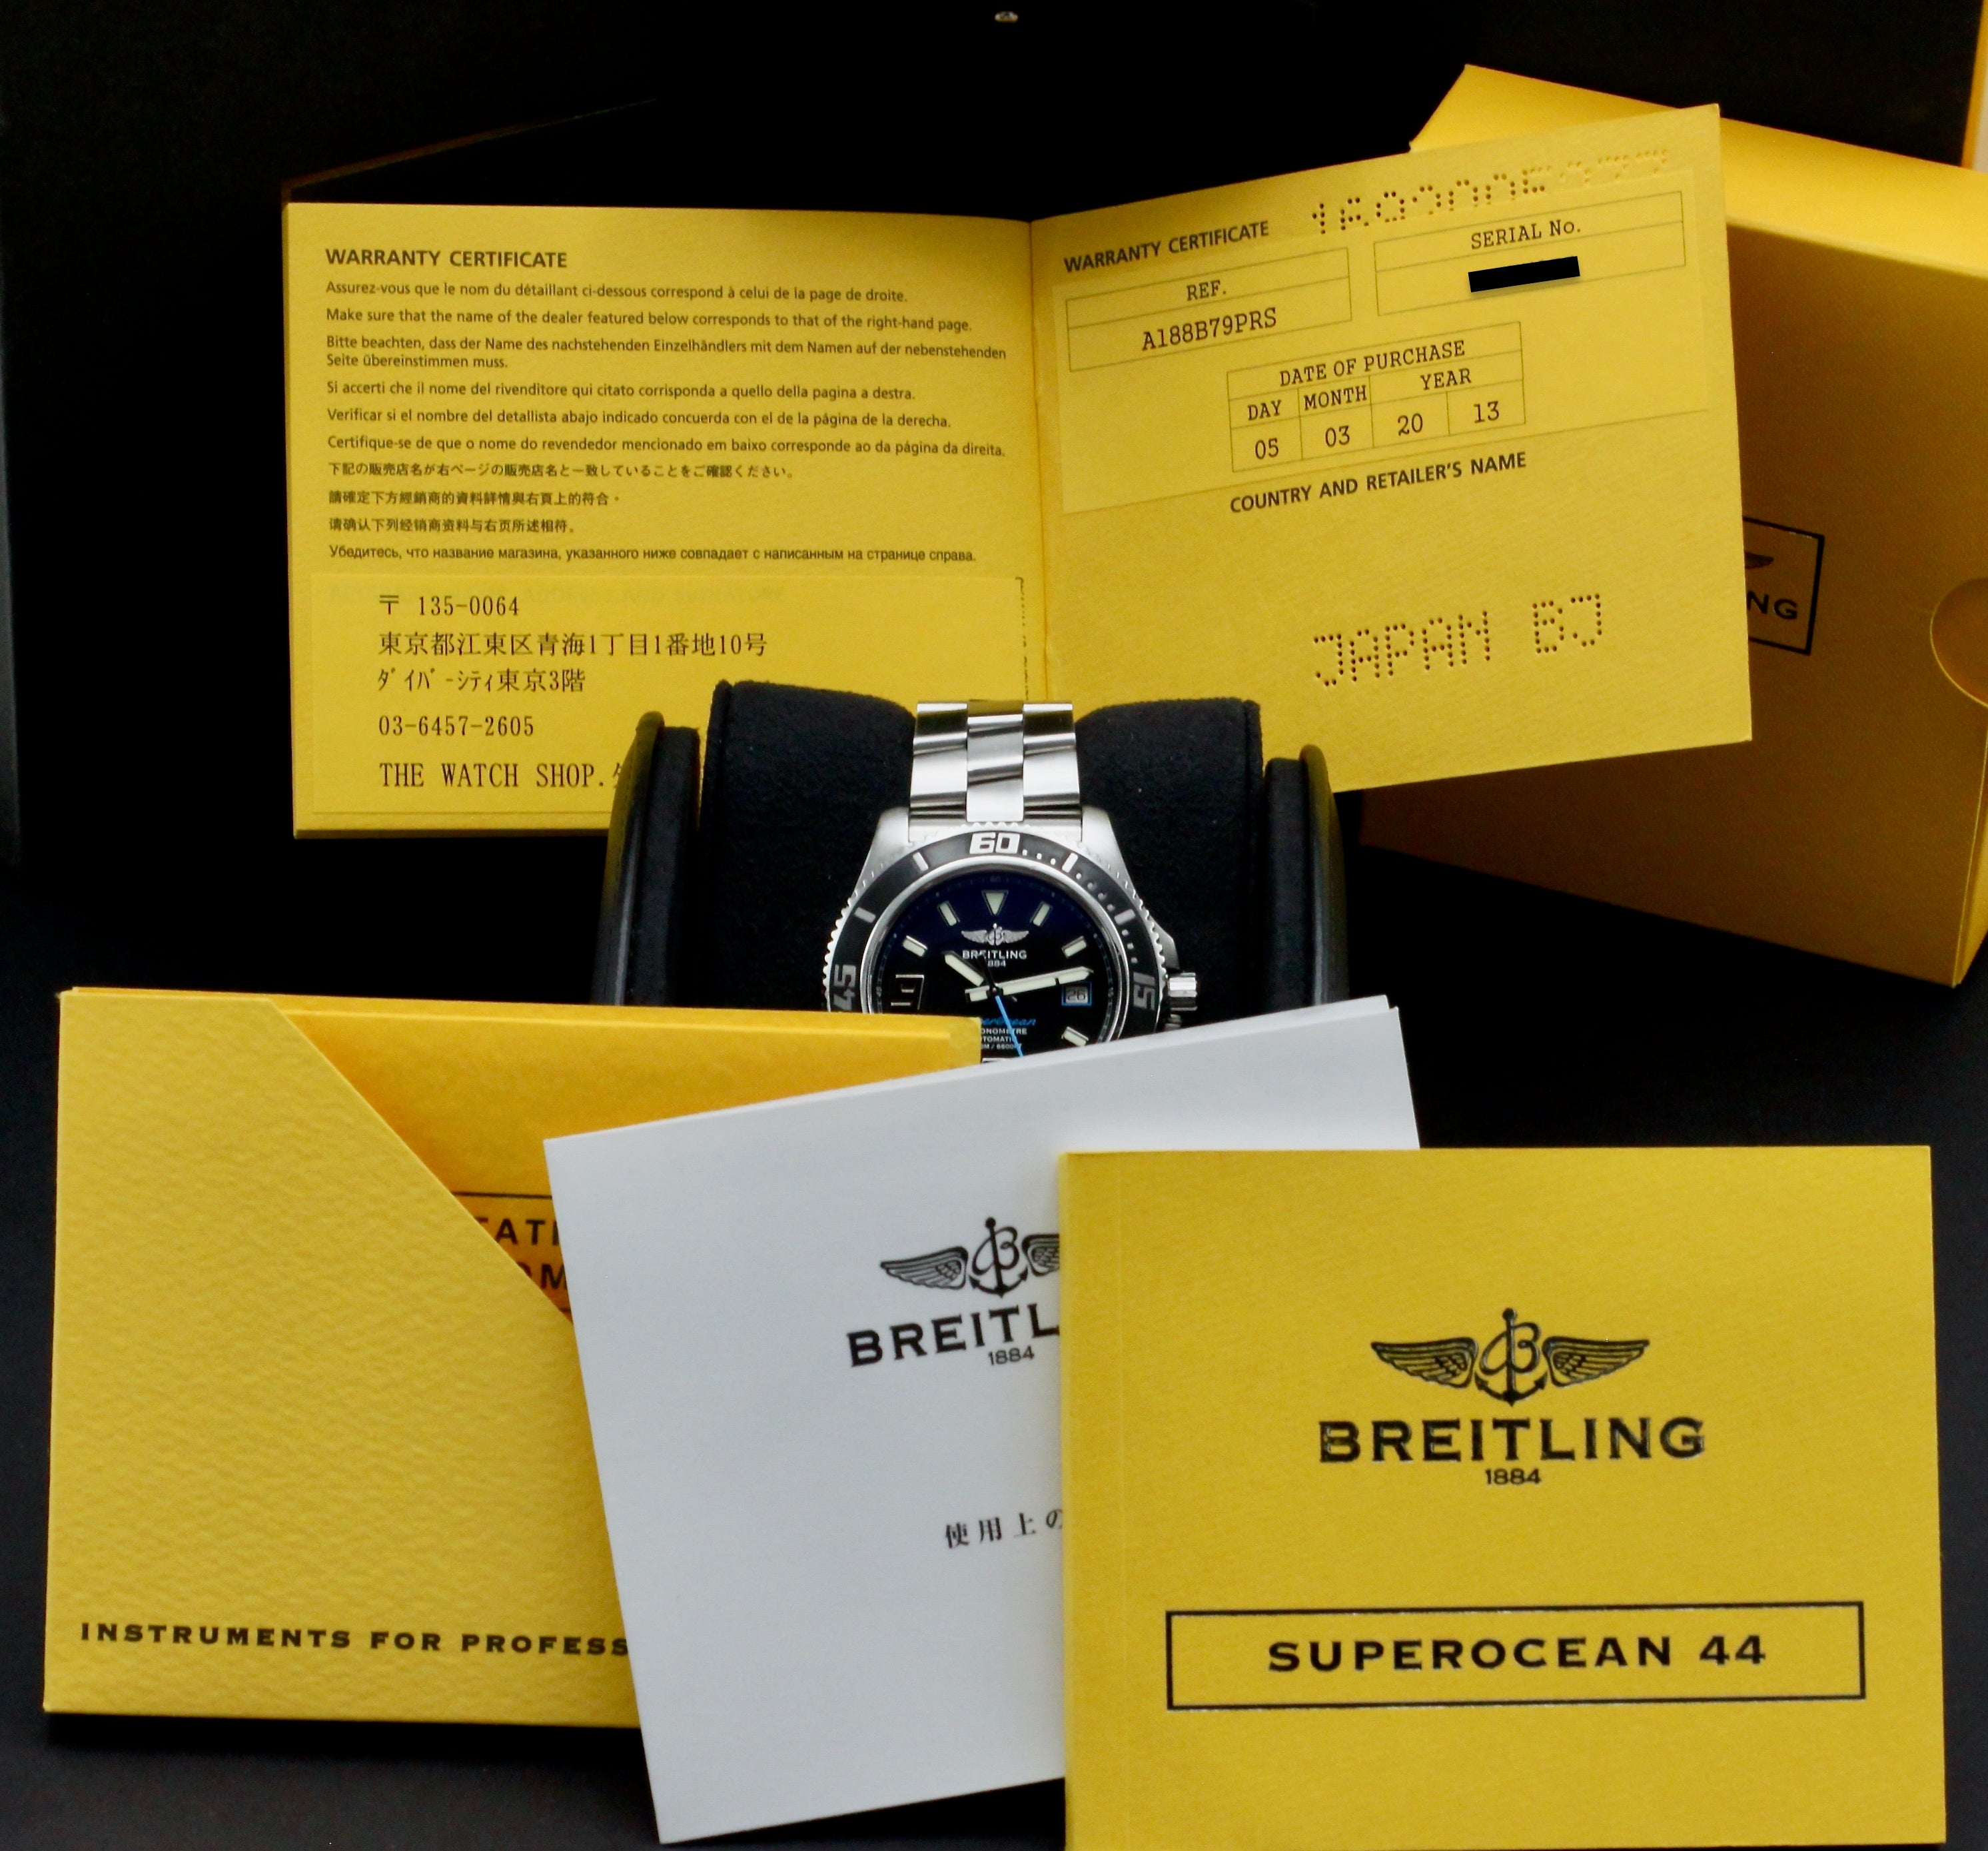 WARRANTY CERTIFICATE
Assurez-vous que le nom du détaillant ci-dessous correspond à celui de la page de droite.
Make sure that the name of the dealer featured below corresponds to that of the right-hand page.
Bitte beachten, dass der Name des nachstehenden Einzelhändlers mit dem Namen auf der nebenstehenden
Seite übereinstimmen muss.
Si accerti che il nome del rivenditore qui citato corrisponda a quello della pagina a destra.
Verificar si el nombre del detallista abajo indicado concuerda con el de la página de la derecha.
Certifique-se de que o nome do revendedor mencionado em baixo corresponde ao da página da direita.
下記の販売店名が右ページの販売店名と一致していることをご確認ください。
請確定下方經銷商的資料詳情與右頁上的符合。
请确认下列经销商资料与右页所述相符。
Убедитесь, что название магазина, указанного ниже совпадает с написанным на странице справа.
〒 135-0064
東京都江東区青海1丁目1番地10号
ﾀﾞｲﾊﾞｰｼﾃｨ東京3階
03-6457-2605
THE WATCH SHOP.
WARRANTY CERTIFICATE
REF.
A188B79PRS
SERIAL No.
DATE OF PURCHASE
DAY MONTH YEAR
05 03 20 13
COUNTRY AND RETAILER'S NAME
JAPAN BJ
NG
60
45
15
BREITLING
1884
26
TATI
OM
INSTRUMENTS FOR PROFESS
BREITL
1884
使用上の
BREITLING
1884
SUPEROCEAN 44